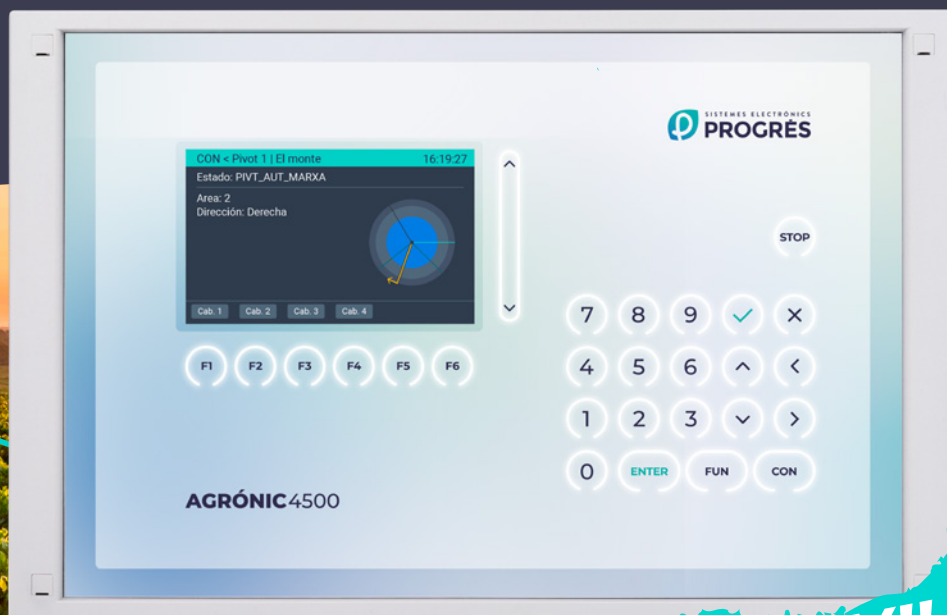 SISTEMES ELECTRÒNICS
PROGRÉS
CON < Pivot 1 | El monte 16:19:27
Estado: PIVT_AUT_MARXA
Area: 2
Dirección: Derecha
Cab. 1 Cab. 2 Cab. 3 Cab. 4
STOP
F1 F2 F3 F4 F5 F6
7 8 9
4 5 6
1 2 3
0 ENTER FUN CON
AGRÓNIC4500